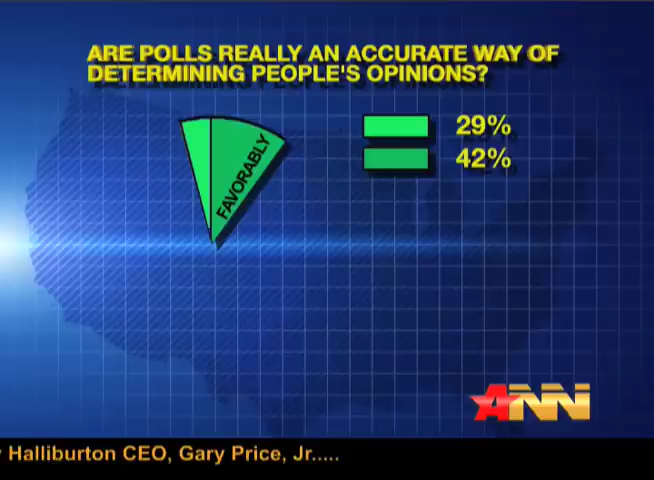 ARE POLLS REALLY AN ACCURATE WAY OF
DETERMINING PEOPLE'S OPINIONS?
FAVORABLY
29%
42%
ANN
Halliburton CEO, Gary Price, Jr.....